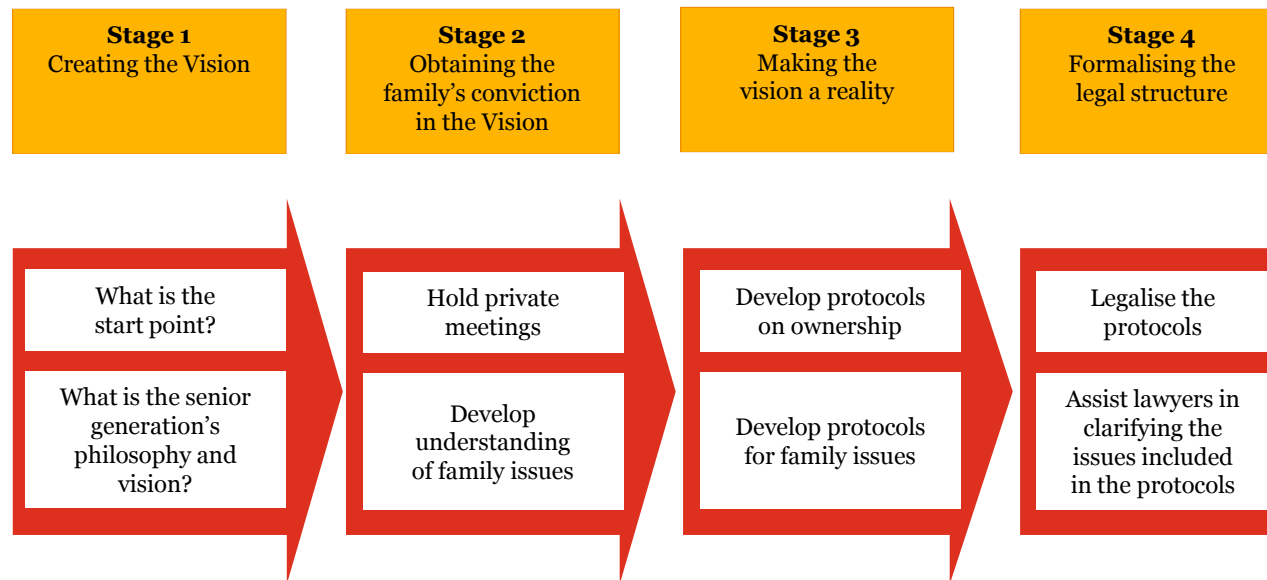 Stage 1
Creating the Vision
Stage 2
Obtaining the
family's conviction
in the Vision
Stage 3
Making the
vision a reality
Stage 4
Formalising the
legal structure
What is the
start point?
What is the senior
generation's
philosophy and
vision?
Hold private
meetings
Develop
understanding
of family issues
Develop protocols
on ownership
Develop protocols
for family issues
Legalise the
protocols
Assist lawyers in
clarifying the
issues included
in the protocols